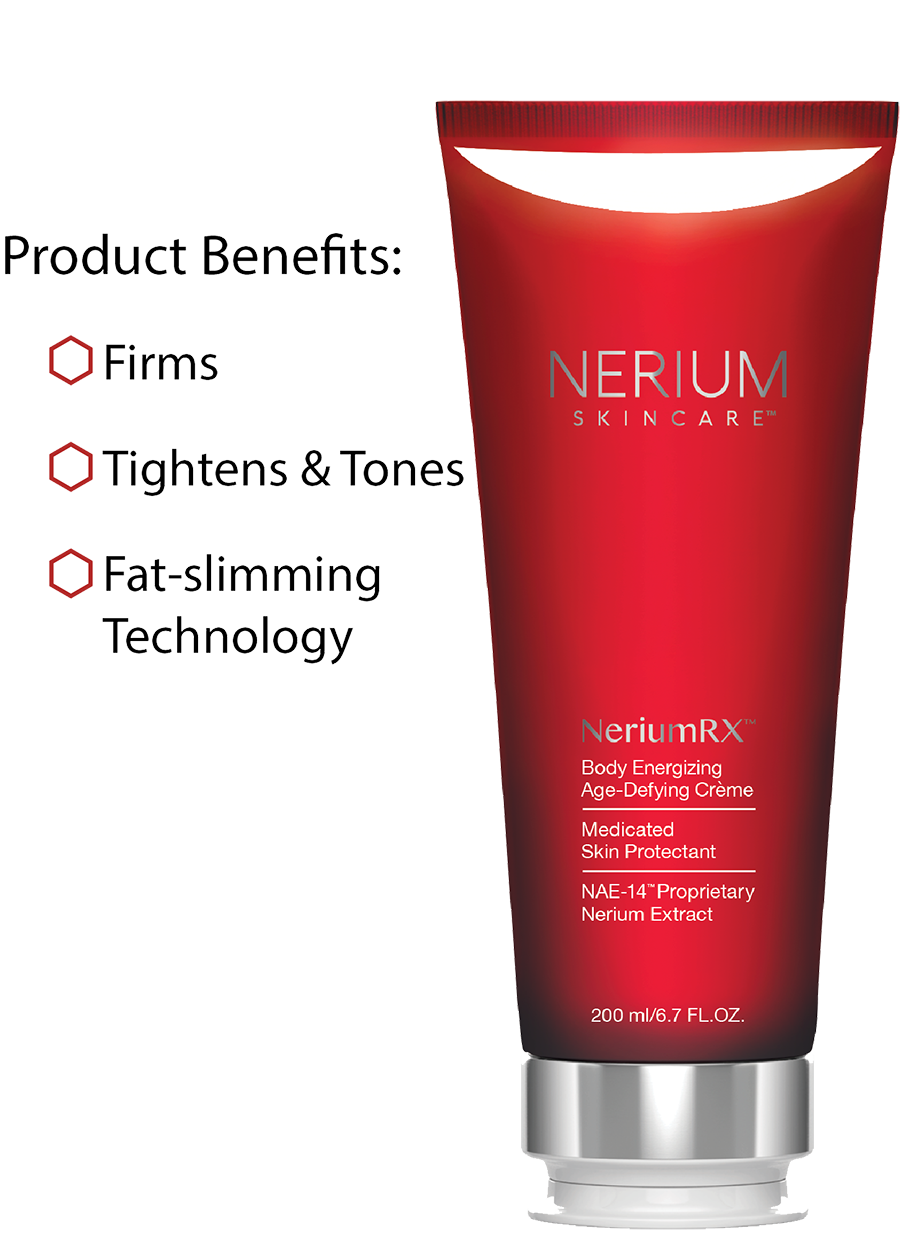 Product Benefits:
Firms
Tightens & Tones
Fat-slimming
Technology
NERIUM
SKINCARE™
NeriumRX™
Body Energizing
Age-Defying Crème
Medicated
Skin Protectant
NAE-14™ Proprietary
Nerium Extract
200 ml/6.7 FL.OZ.